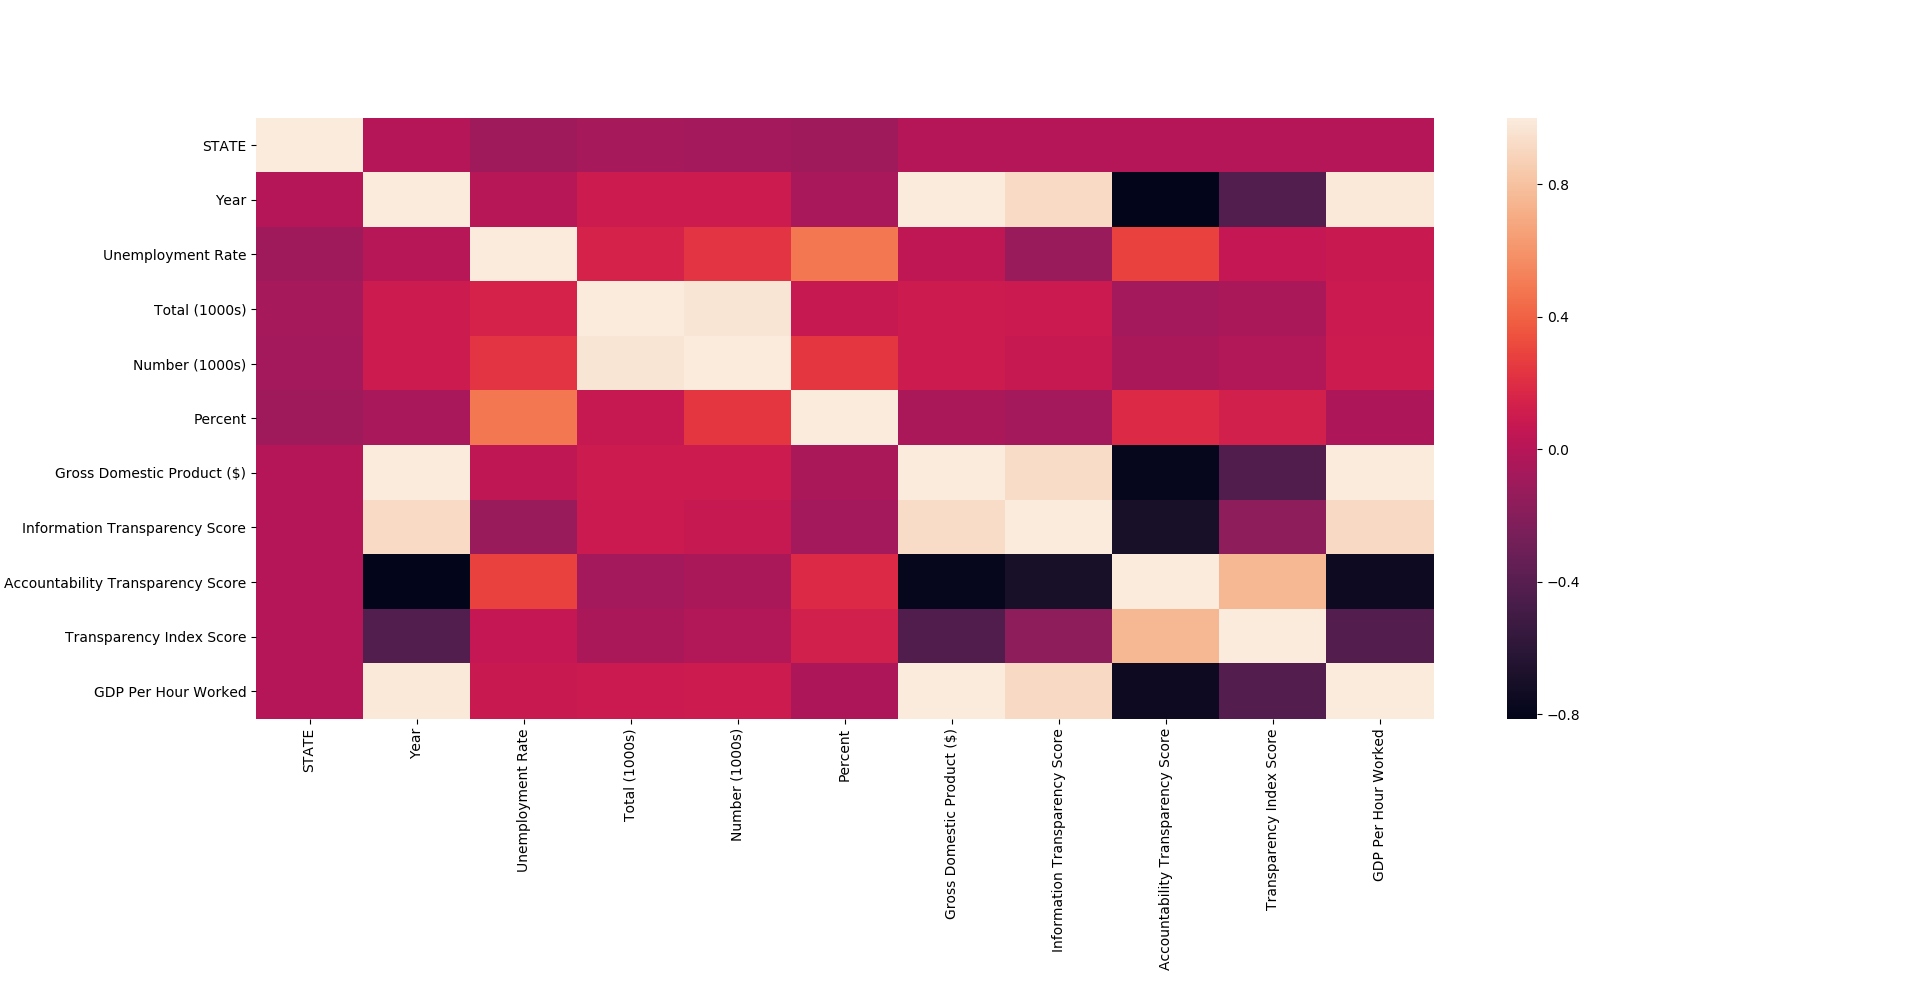 STATE
Year
Unemployment Rate
Total (1000s)
Number (1000s)
Percent
Gross Domestic Product ($)
Information Transparency Score
Accountability Transparency Score
Transparency Index Score
GDP Per Hour Worked
STATE
Year
Unemployment Rate
Total (1000s)
Number (1000s)
Percent
Gross Domestic Product ($)
Information Transparency Score
Accountability Transparency Score
Transparency Index Score
GDP Per Hour Worked
0.8
0.4
0.0
−0.4
−0.8